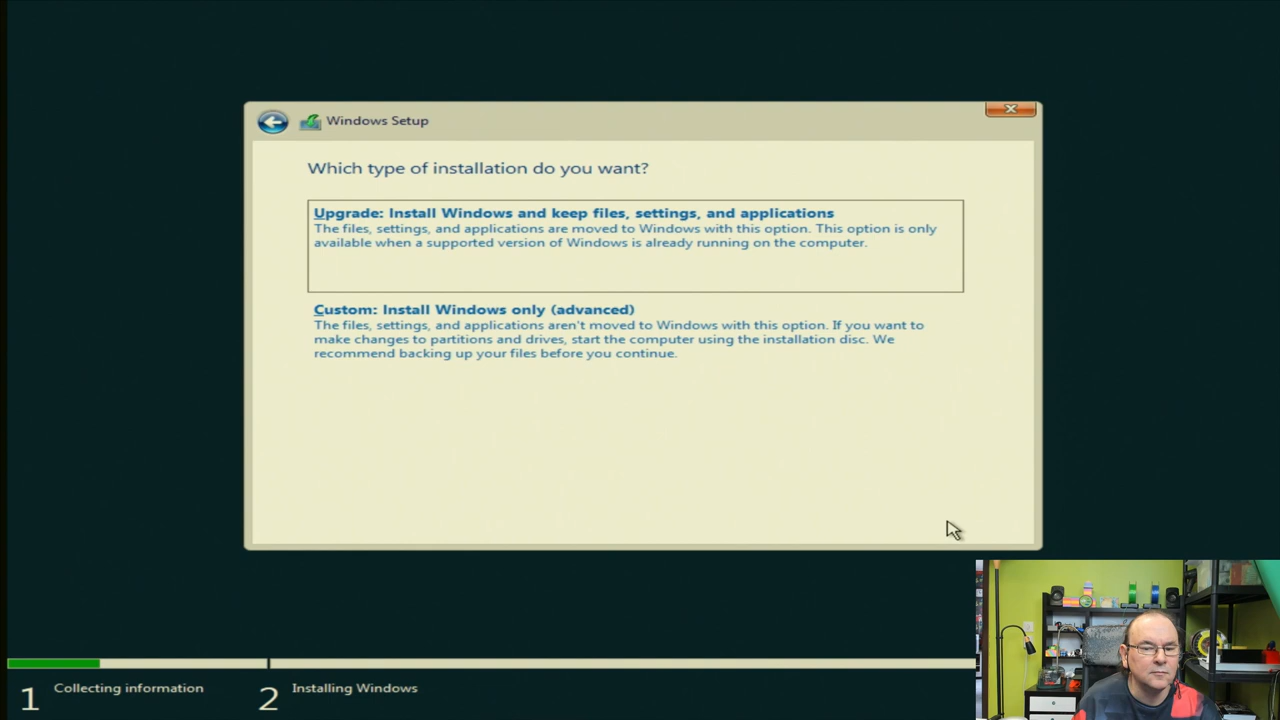 Windows Setup
Which type of installation do you want?
Upgrade: Install Windows and keep files, settings, and applications
The files, settings, and applications are moved to Windows with this option. This option is only
available when a supported version of Windows is already running on the computer.
Custom: Install Windows only (advanced)
The files, settings, and applications aren't moved to Windows with this option. If you want to
make changes to partitions and drives, start the computer using the installation disc. We
recommend backing up your files before you continue.
1 Collecting information
2 Installing Windows